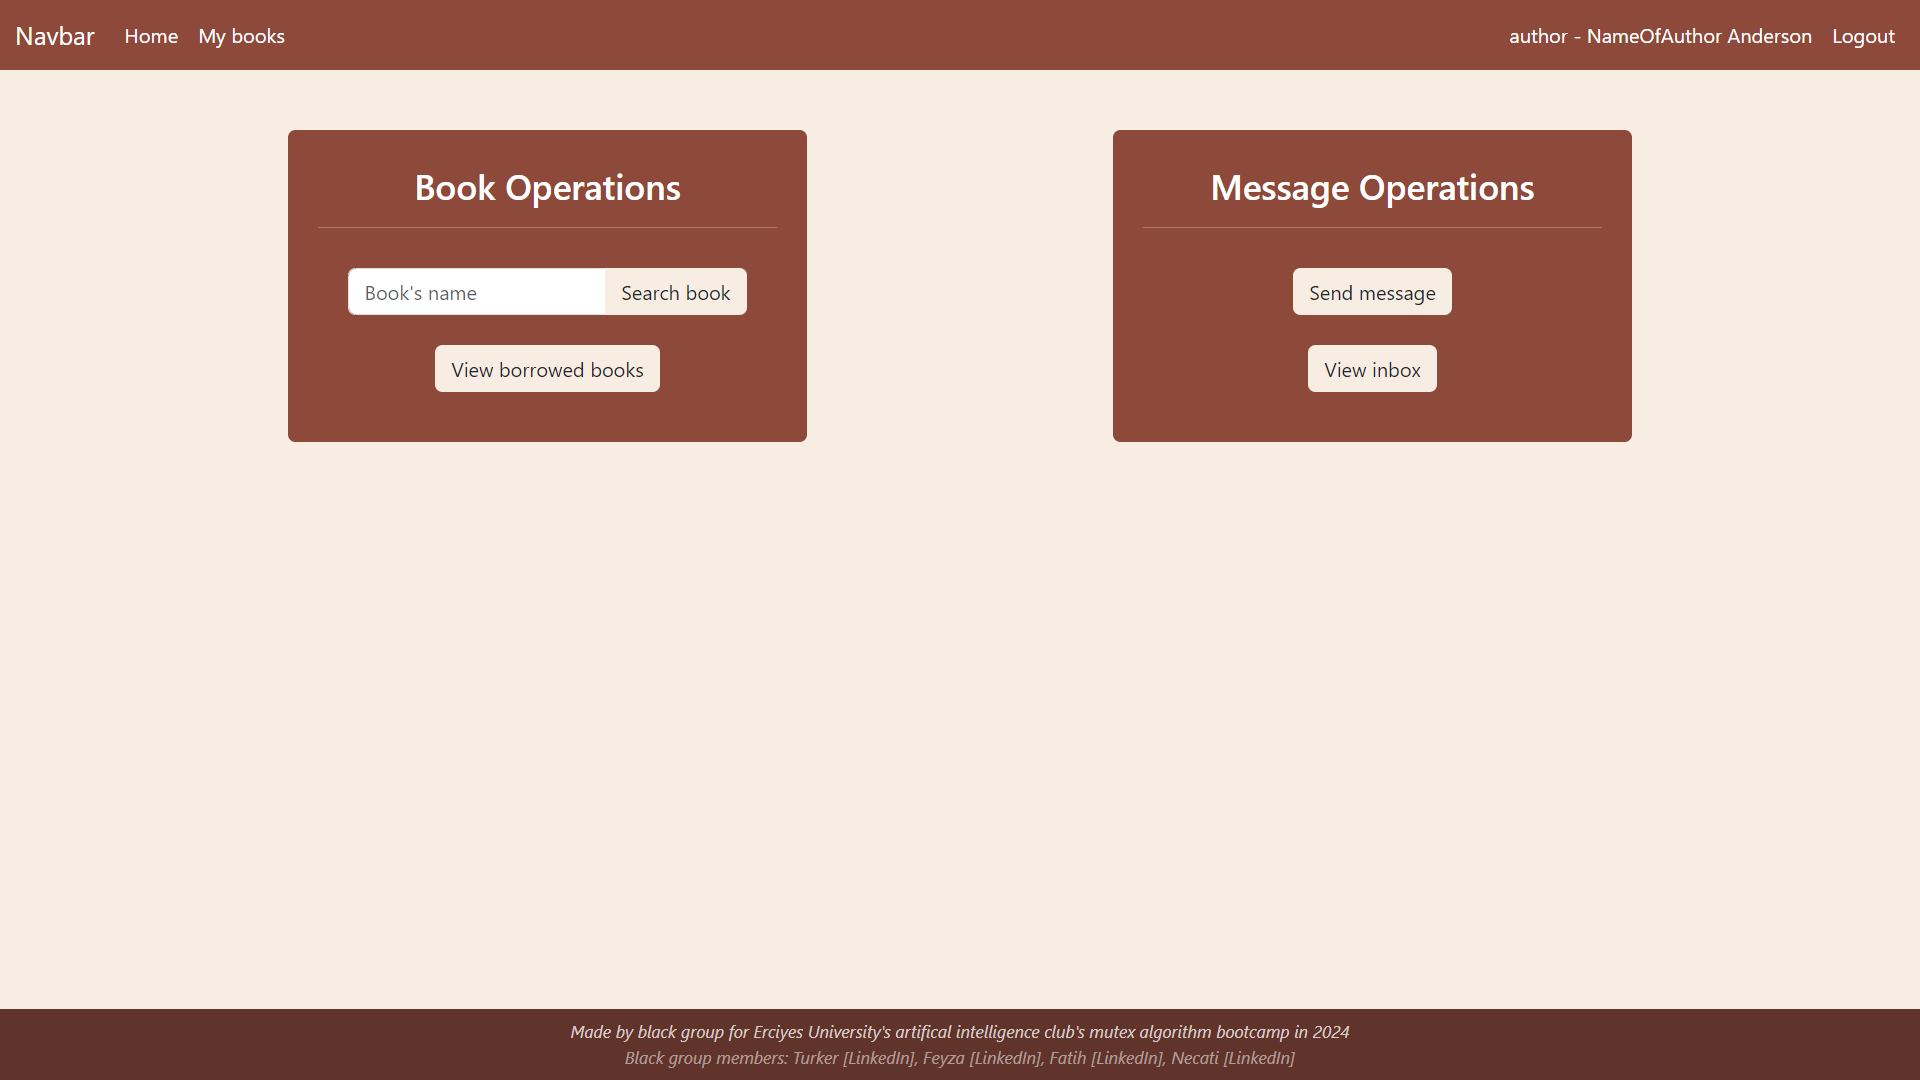 Navbar Home My books author - NameOfAuthor Anderson Logout
Book Operations
Book's name Search book
View borrowed books
Message Operations
Send message
View inbox
Made by black group for Erciyes University's artifical intelligence club's mutex algorithm bootcamp in 2024
Black group members: Turker [LinkedIn], Feyza [LinkedIn], Fatih [LinkedIn], Necati [LinkedIn]